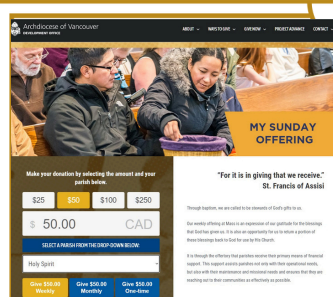 Archdiocese of Vancouver
DEVELOPMENT OFFICE
ABOUT
WAYS TO GIVE
GIVE NOW
PROJECT ADVANCE
CONTACT
MY SUNDAY
OFFERING
Make your donation by selecting the amount and your
parish below.
$25
$50
$100
$250
$ 50.00 CAD
SELECT A PARISH FROM THE DROP-DOWN BELOW:
Holy Spirit
Give $50.00
Weekly
Give $50.00
Monthly
Give $50.00
One-time
"For it is in giving that we receive."
St. Francis of Assisi
Through baptism, we are called to be stewards of God's gifts to us.
Our weekly offering at Mass is an expression of our gratitude for the blessings
that God has given us. It is also an opportunity for us to return a portion of
these blessings back to God for use by His Church.
It is through the offertory that parishes receive their primary means of financial
support. This support assists parishes not only with their operational needs,
but also with their maintenance and missional needs and ensures that they are
reaching out to their communities as effectively as possible.